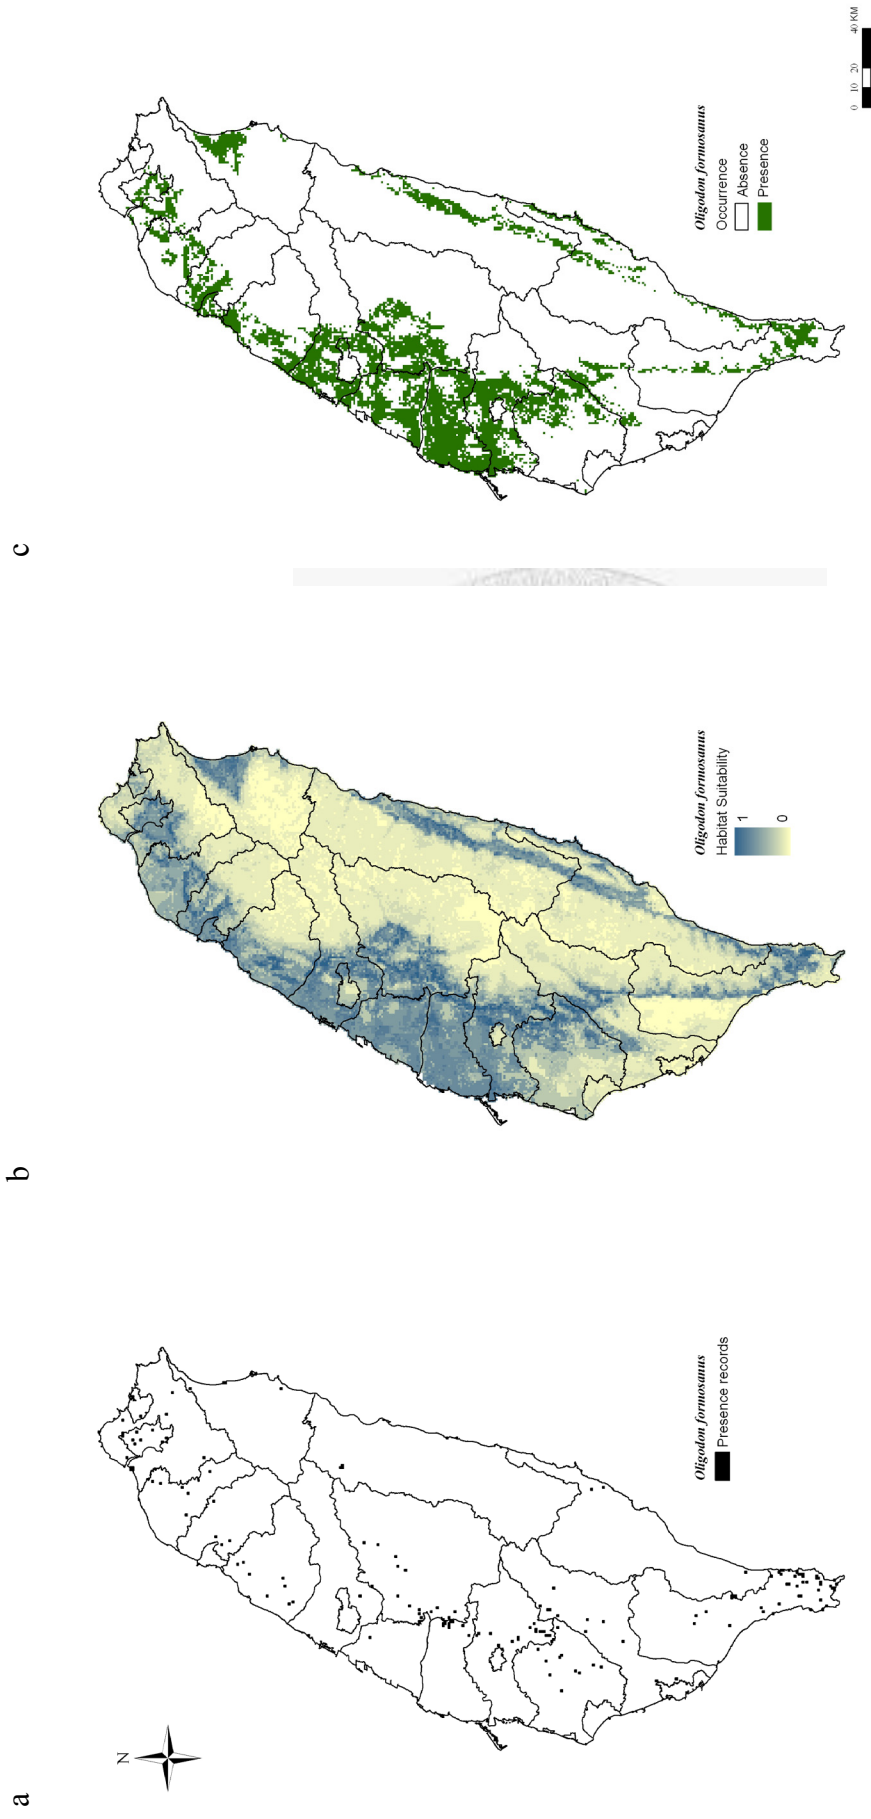 a
N
Oligodon formosanus
Presence records
b
Oligodon formosanus
Habitat Suitability
1
0
c
Oligodon formosanus
Occurrence
Absence
Presence
0 10 20 40 KM